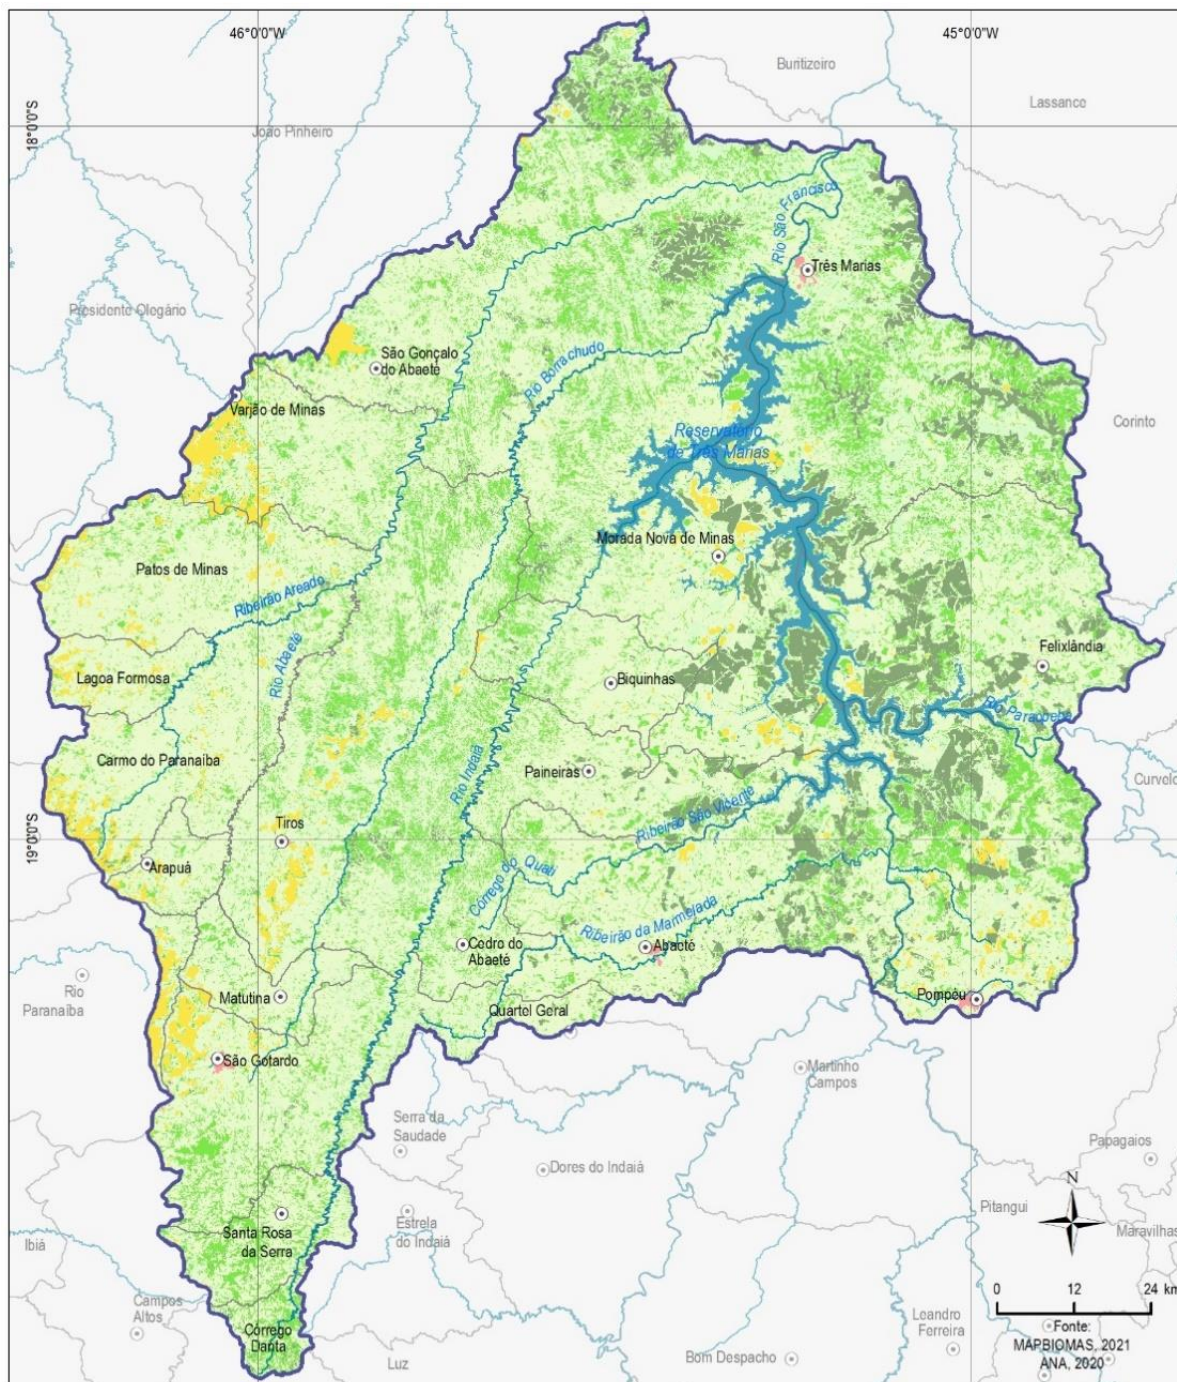 46°0'0"W
45°0'0"W
Buritizeiro
Lassance
18°0'0"S
João Pinheiro
Rio São Francisco
Três Marias
Presidente Olegário
São Gonçalo
do Abaeté
Rio Borrachudo
Varjão de Minas
Corinto
Reservatório
de Três Marias
Morada Nova de Minas
Patos de Minas
Ribeirão Areado
Rio Abaeté
Felixlândia
Lagoa Formosa
Biquinhas
Rio Paraopeba
Carmo do Paranaíba
Rio Indaiá
Paineiras
Curvelo
Ribeirão São Vicente
19°0'0"S
Tiros
Arapuá
Córrego do Quati
Ribeirão da Marmelada
Cedro do
Abaeté
Abaeté
Rio
Paranaíba
Matutina
Quartel Geral
Pompéu
São Gotardo
Martinho
Campos
Serra da
Saudade
Papagaios
Dores do Indaiá
N
Pitangui
Santa Rosa
da Serra
Estrela
do Indaiá
Maravilhas
Ibiá
0 12 24 km
Campos
Altos
Córrego
Danta
Leandro
Ferreira
Fonte:
MAPBIOMAS, 2021
ANA, 2020
Luz
Bom Despacho